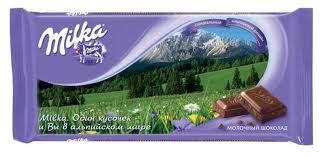 Milka
Milka. Один кусочек
и Вы в альпийском мире
МОЛОЧНЫЙ ШОКОЛАД